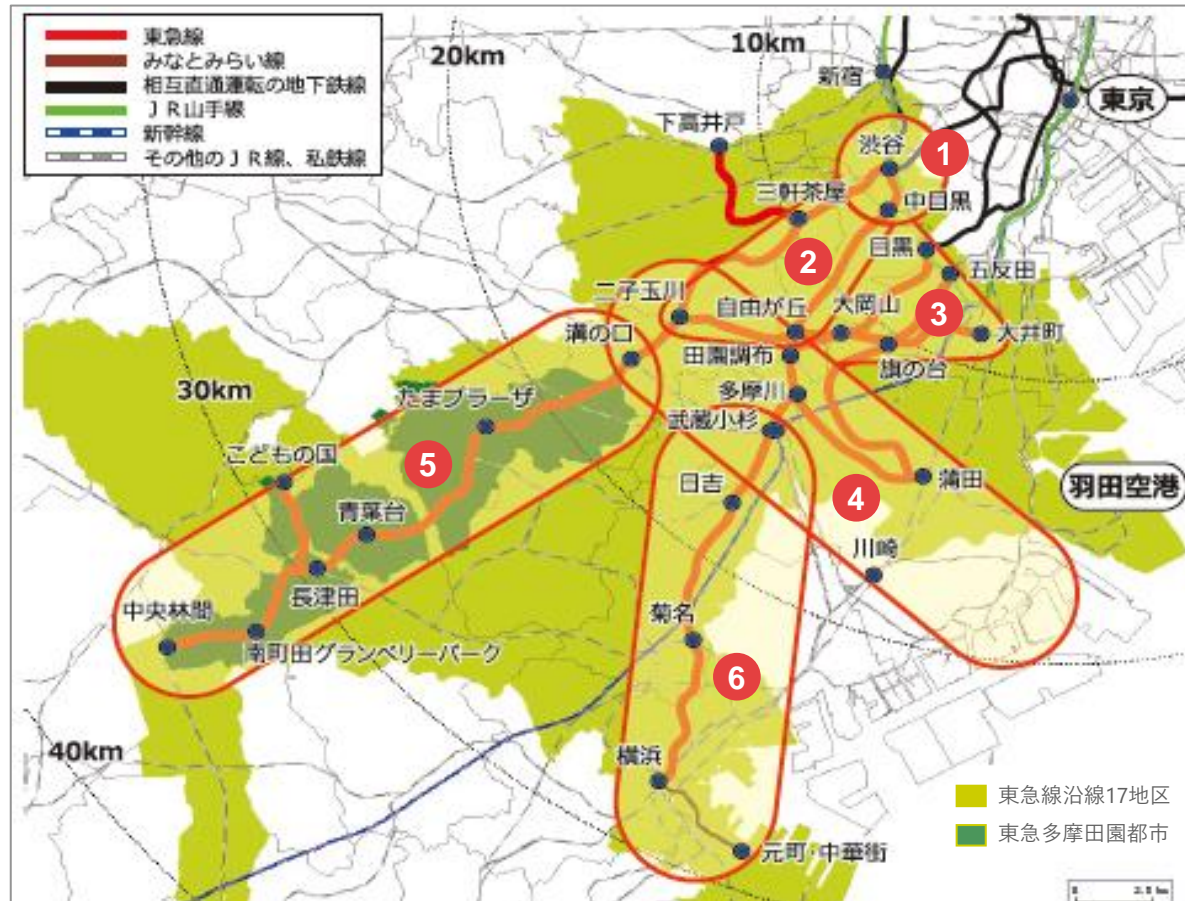 東急線
みなとみらい線
相互直通運転の地下鉄線
JR山手線
新幹線
その他のJR線、私鉄線
20km
10km
新宿
東京
下高井戸
渋谷
1
三軒茶屋
中目黒
目黒
2
五反田
二子玉川
自由が丘
大岡山
3
大井町
溝の口
田園調布
旗の台
30km
多摩川
たまプラーザ
武蔵小杉
こどもの国
5
日吉
4
蒲田
羽田空港
青葉台
川崎
長津田
中央林間
菊名
南町田グランベリーパーク
6
40km
横浜
東急線沿線17地区
東急多摩田園都市
元町・中華街
0 2.5 km